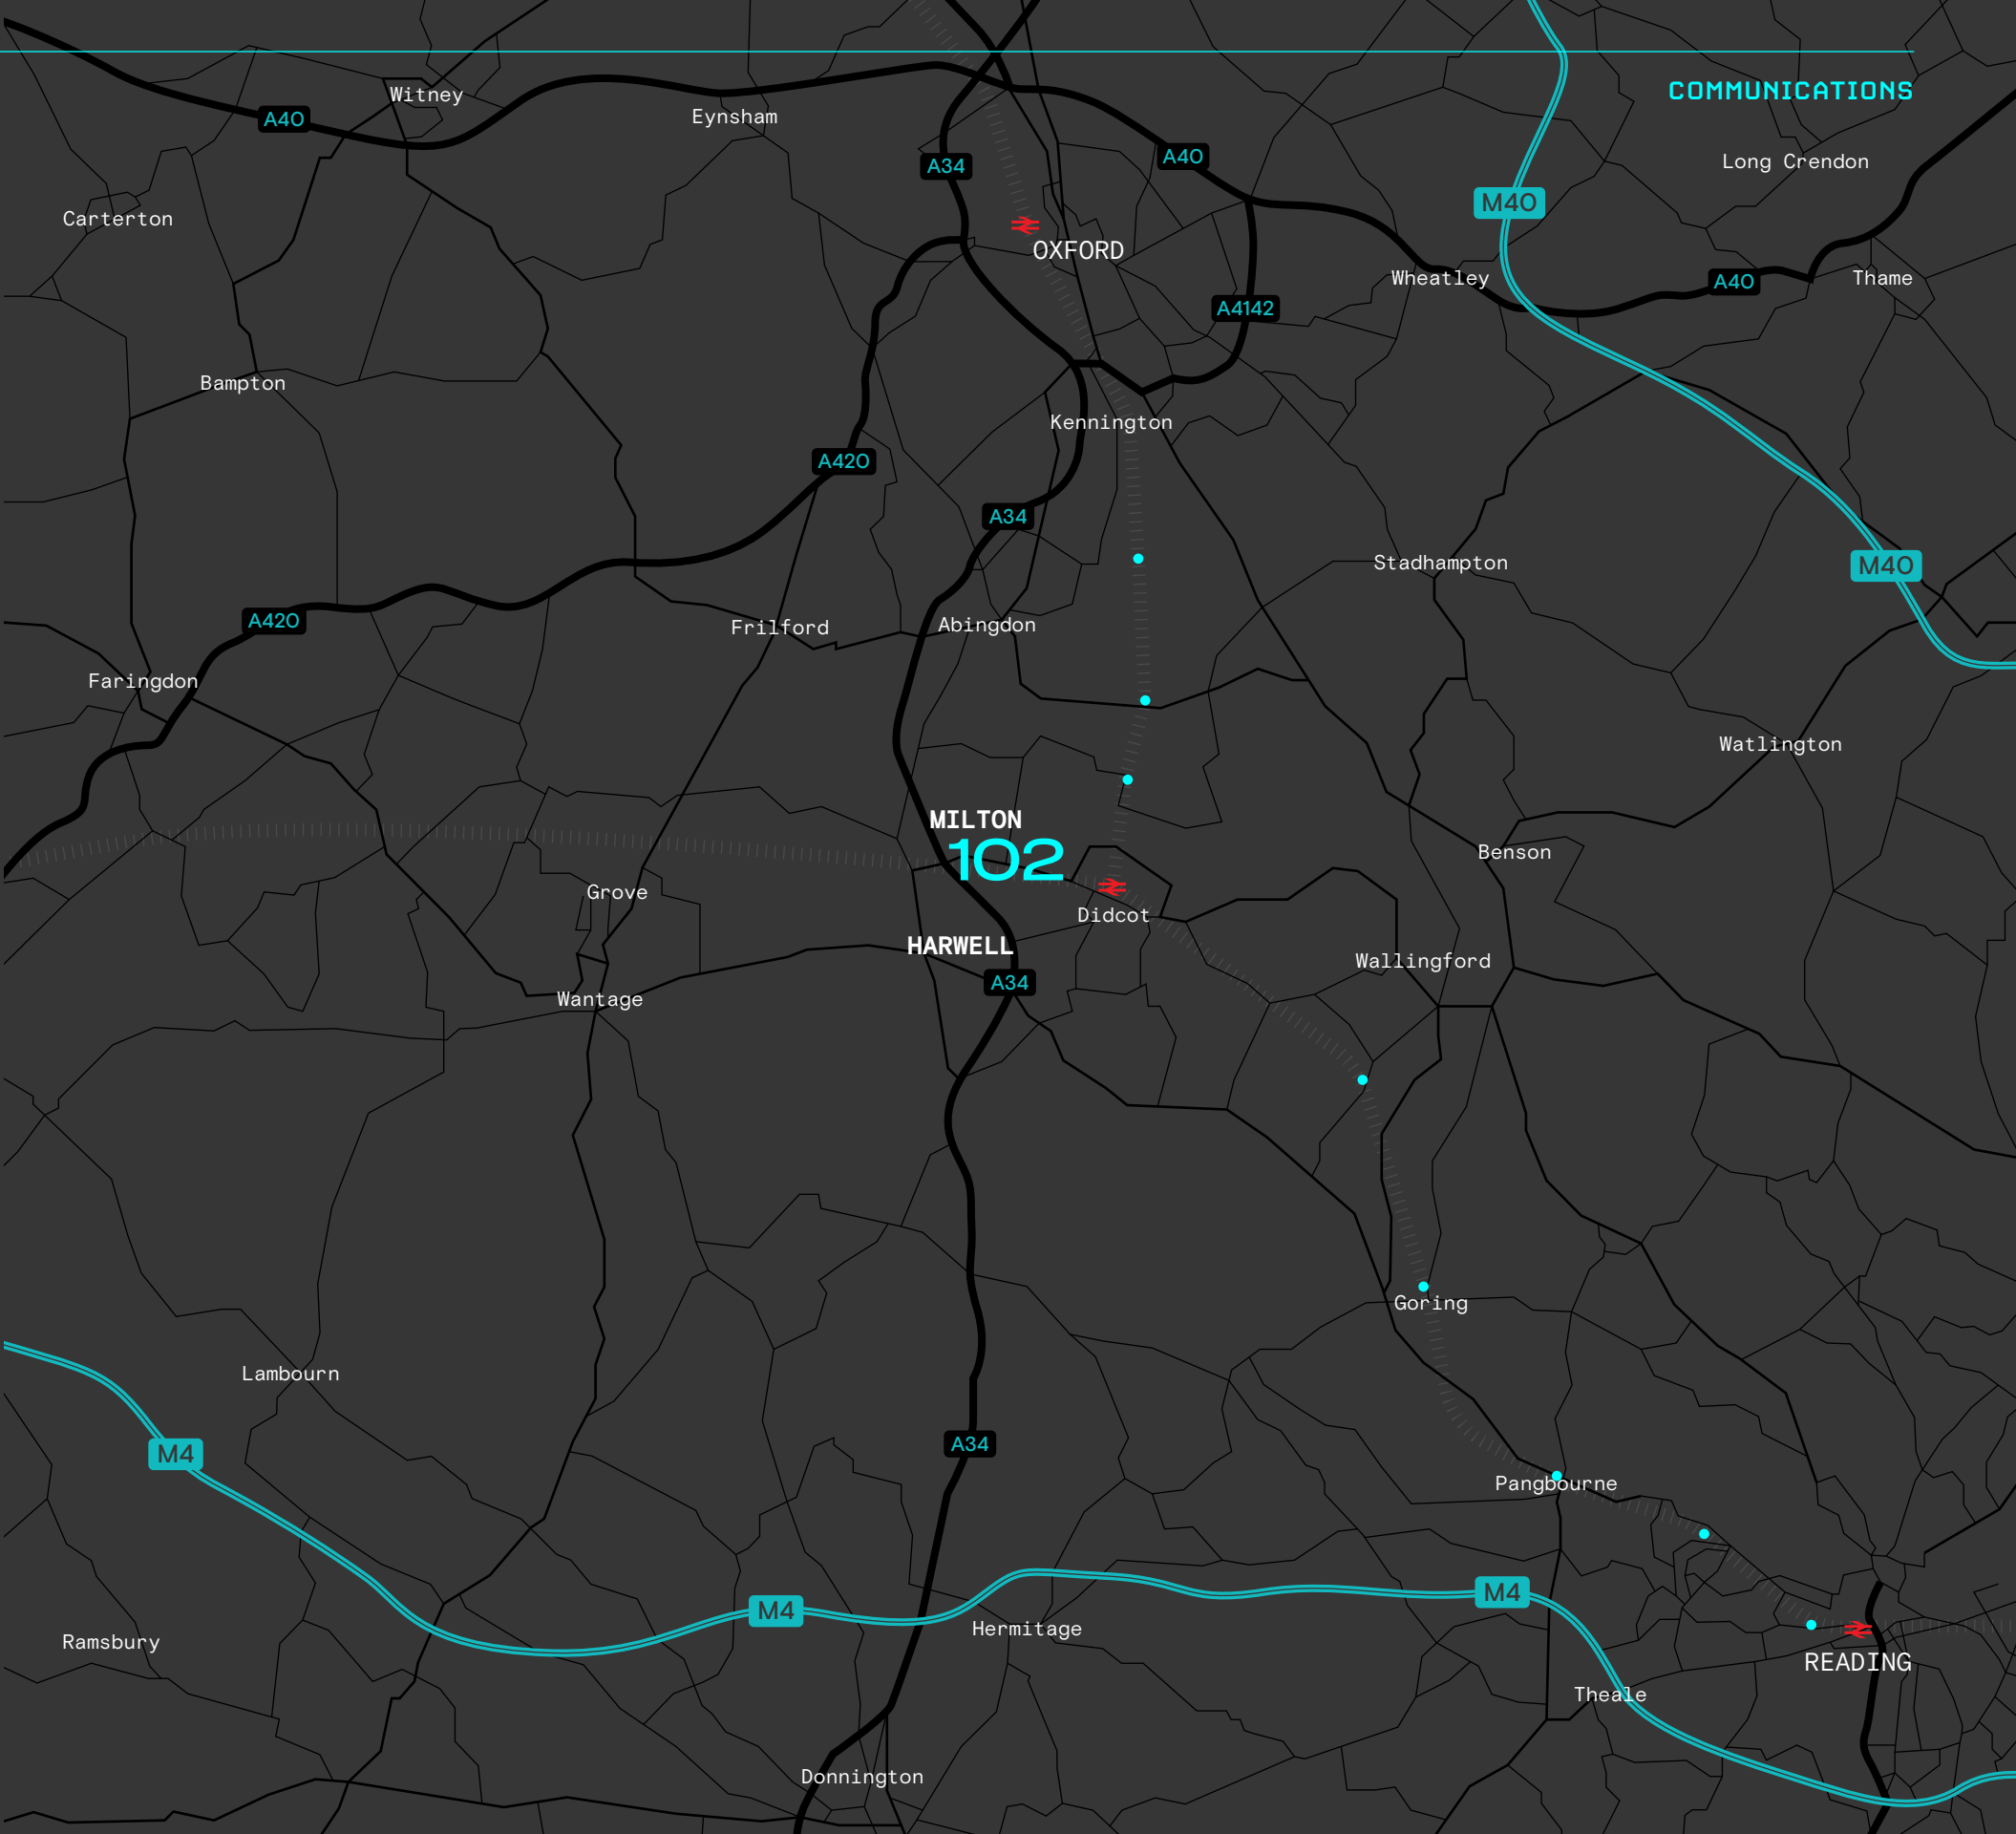 COMMUNICATIONS
Witney
A40
Eynsham
A34
A40
Long Crendon
M40
Carterton
OXFORD
Wheatley
A40
Thame
A4142
Bampton
Kennington
A420
A34
Stadhampton
M40
A420
Frilford
Abingdon
Faringdon
Watlington
MILTON
102
Benson
Grove
Didcot
HARWELL
Wallingford
A34
Wantage
Goring
Lambourn
A34
M4
Pangbourne
M4
M4
Hermitage
Ramsbury
READING
Theale
Donnington